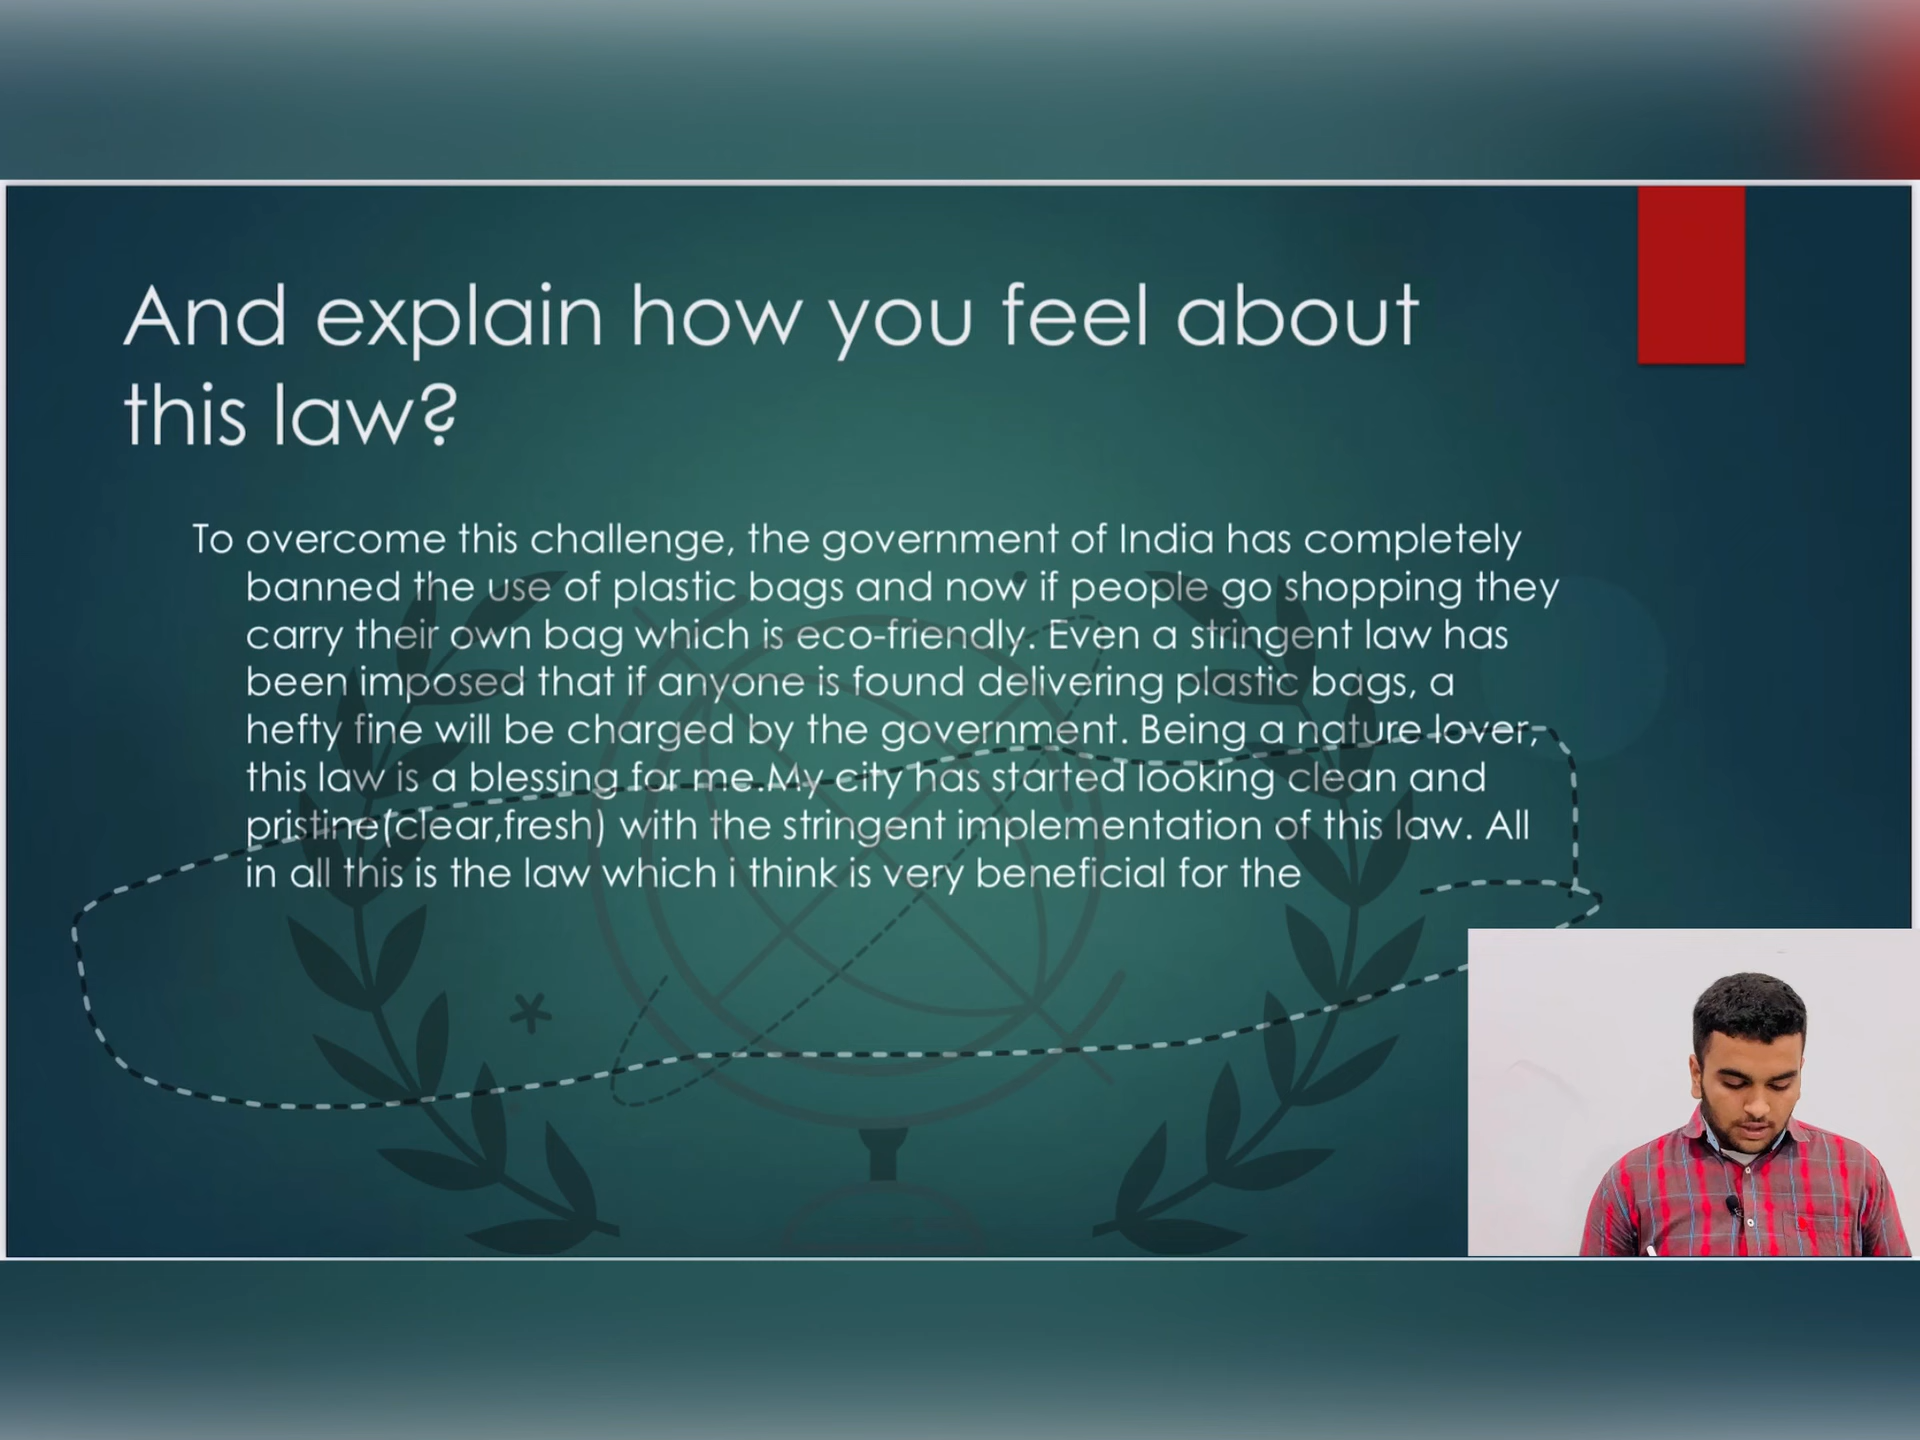 And explain how you feel about
this law?
To overcome this challenge, the government of India has completely
banned the use of plastic bags and now if people go shopping they
carry their own bag which is eco-friendly. Even a stringent law has
been imposed that if anyone is found delivering plastic bags, a
hefty fine will be charged by the government. Being a nature lover,
this law is a blessing for me.My city has started looking clean and
pristine(clear,fresh) with the stringent implementation of this law. All
in all this is the law which i think is very beneficial for the